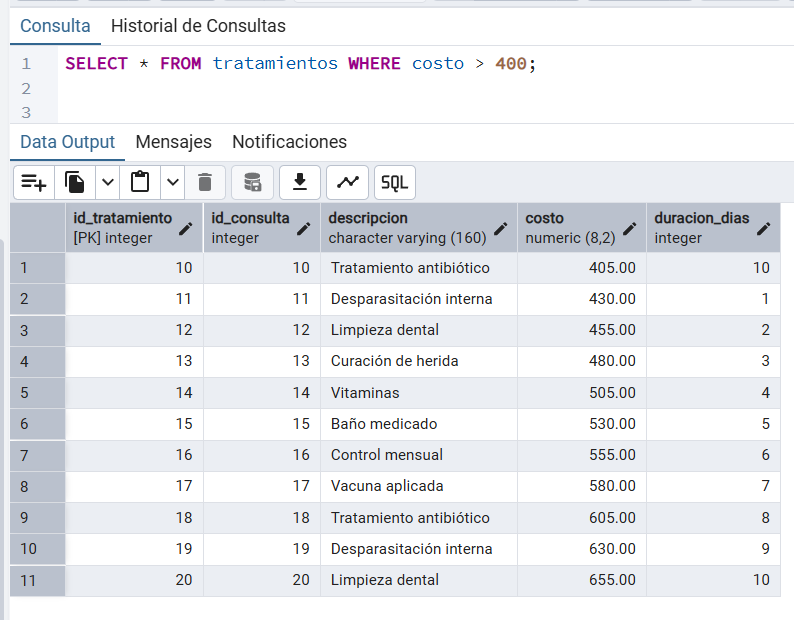 Consulta Historial de Consultas
1 SELECT * FROM tratamientos WHERE costo > 400;
2
3
Data Output Mensajes Notificaciones
SQL
id_tratamiento id_consulta descripcion costo duracion_dias
[PK] integer integer character varying (160) numeric (8,2) integer
1 10 10 Tratamiento antibiótico 405.00 10
2 11 11 Desparasitación interna 430.00 1
3 12 12 Limpieza dental 455.00 2
4 13 13 Curación de herida 480.00 3
5 14 14 Vitaminas 505.00 4
6 15 15 Baño medicado 530.00 5
7 16 16 Control mensual 555.00 6
8 17 17 Vacuna aplicada 580.00 7
9 18 18 Tratamiento antibiótico 605.00 8
10 19 19 Desparasitación interna 630.00 9
11 20 20 Limpieza dental 655.00 10